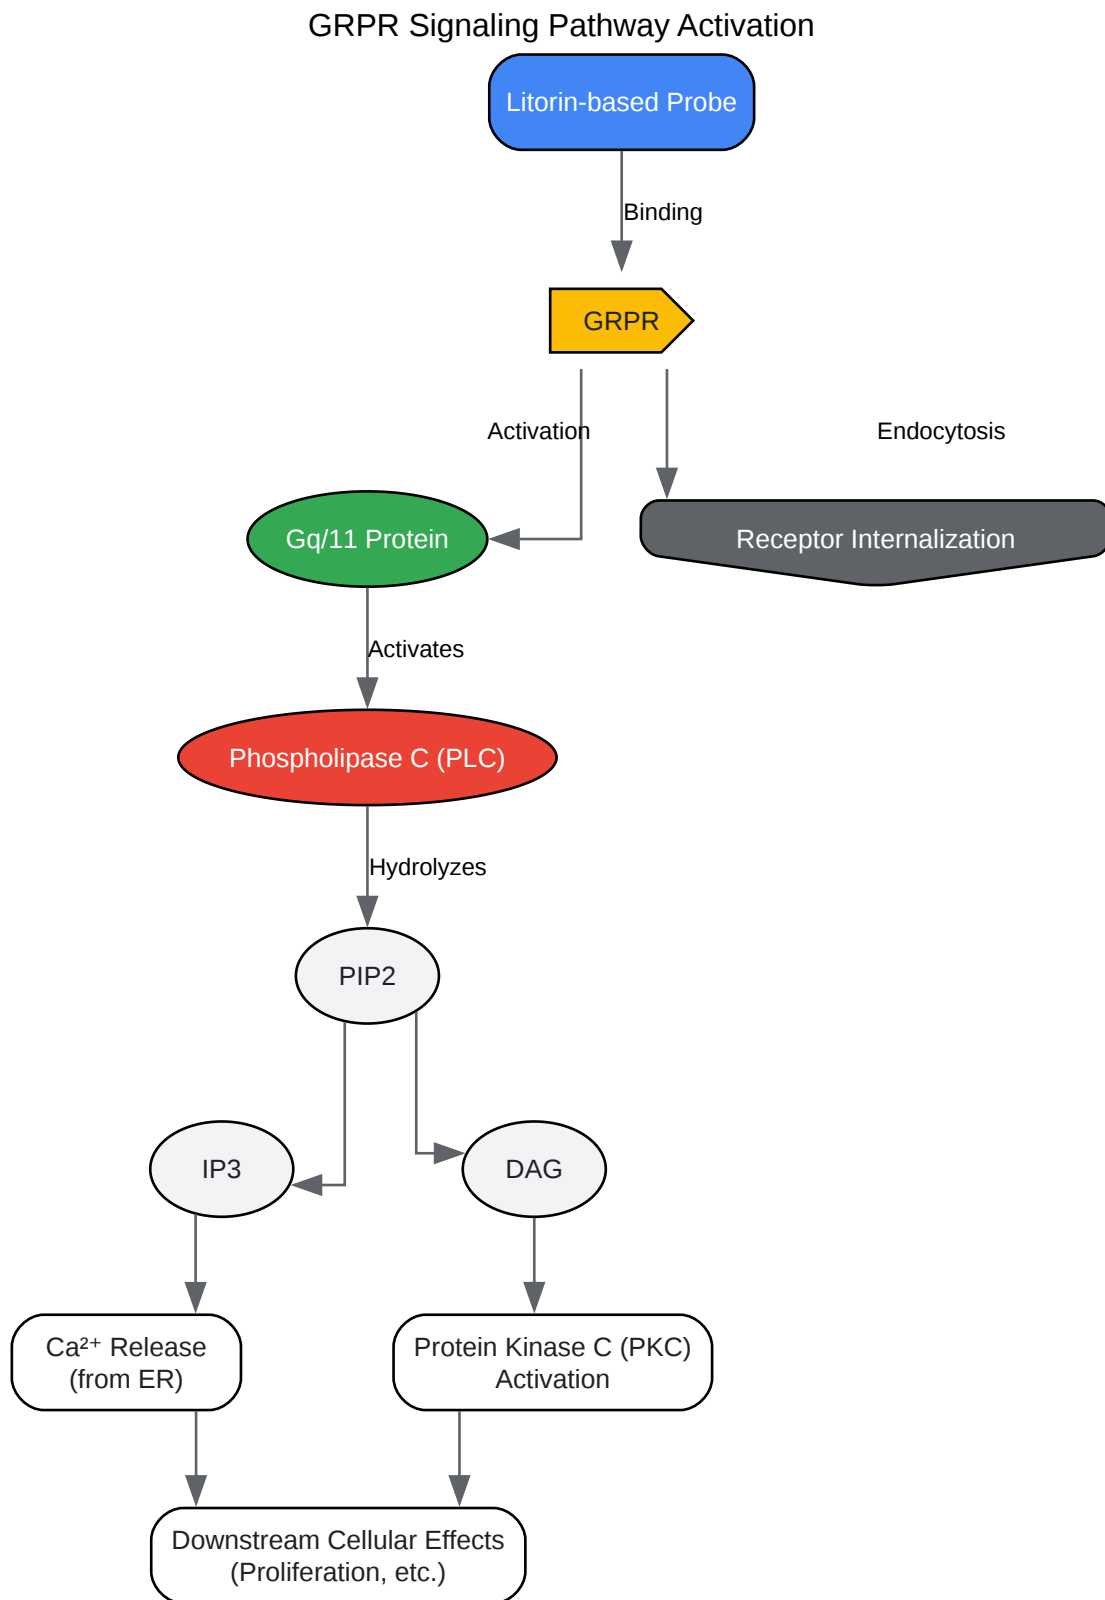 GRPR Signaling Pathway Activation
Litorin-based Probe
Binding
GRPR
Activation
Endocytosis
Gq/11 Protein
Receptor Internalization
Activates
Phospholipase C (PLC)
Hydrolyzes
PIP2
IP3
DAG
Ca²⁺ Release
(from ER)
Protein Kinase C (PKC)
Activation
Downstream Cellular Effects
(Proliferation, etc.)